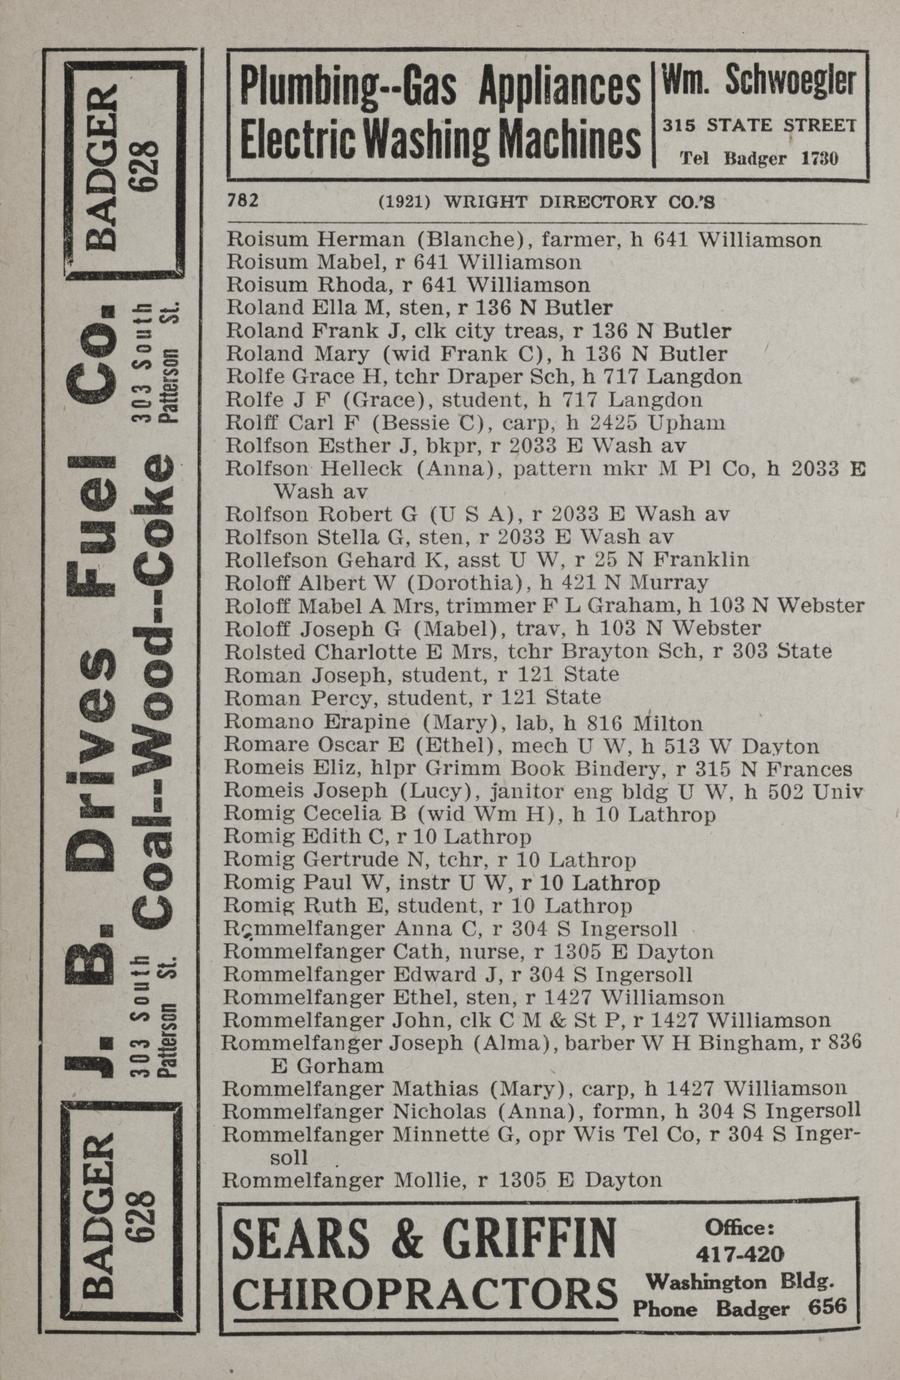 Plumbing--Gas Appliances
Electric Washing Machines
Wm. Schwoegler
315 STATE STREET
Tel Badger 1730
BADGER
628
J. B. Drives Fuel Co.
303 South
Patterson St.
Coal--Wood--Coke
303 South
Patterson St.
BADGER
628
782 (1921) WRIGHT DIRECTORY CO.'S
Roisum Herman (Blanche), farmer, h 641 Williamson
Roisum Mabel, r 641 Williamson
Roisum Rhoda, r 641 Williamson
Roland Ella M, sten, r 136 N Butler
Roland Frank J, clk city treas, r 136 N Butler
Roland Mary (wid Frank C), h 136 N Butler
Rolfe Grace H, tchr Draper Sch, h 717 Langdon
Rolfe J F (Grace), student, h 717 Langdon
Rolff Carl F (Bessie C), carp, h 2425 Upham
Rolfson Esther J, bkpr, r 2033 E Wash av
Rolfson Helleck (Anna), pattern mkr M Pl Co, h 2033 E
Wash av
Rolfson Robert G (U S A), r 2033 E Wash av
Rolfson Stella G, sten, r 2033 E Wash av
Rollefson Gehard K, asst U W, r 25 N Franklin
Roloff Albert W (Dorothia), h 421 N Murray
Roloff Mabel A Mrs, trimmer F L Graham, h 103 N Webster
Roloff Joseph G (Mabel), trav, h 103 N Webster
Rolsted Charlotte E Mrs, tchr Brayton Sch, r 303 State
Roman Joseph, student, r 121 State
Roman Percy, student, r 121 State
Romano Erapine (Mary), lab, h 816 Milton
Romare Oscar E (Ethel), mech U W, h 513 W Dayton
Romeis Eliz, hlpr Grimm Book Bindery, r 315 N Frances
Romeis Joseph (Lucy), janitor eng bldg U W, h 502 Univ
Romig Cecelia B (wid Wm H), h 10 Lathrop
Romig Edith C, r 10 Lathrop
Romig Gertrude N, tchr, r 10 Lathrop
Romig Paul W, instr U W, r 10 Lathrop
Romig Ruth E, student, r 10 Lathrop
Rommelfanger Anna C, r 304 S Ingersoll
Rommelfanger Cath, nurse, r 1305 E Dayton
Rommelfanger Edward J, r 304 S Ingersoll
Rommelfanger Ethel, sten, r 1427 Williamson
Rommelfanger John, clk C M & St P, r 1427 Williamson
Rommelfanger Joseph (Alma), barber W H Bingham, r 836
E Gorham
Rommelfanger Mathias (Mary), carp, h 1427 Williamson
Rommelfanger Nicholas (Anna), formn, h 304 S Ingersoll
Rommelfanger Minnette G, opr Wis Tel Co, r 304 S Inger-
soll
Rommelfanger Mollie, r 1305 E Dayton
SEARS & GRIFFIN
CHIROPRACTORS
Office:
417-420
Washington Bldg.
Phone Badger 656